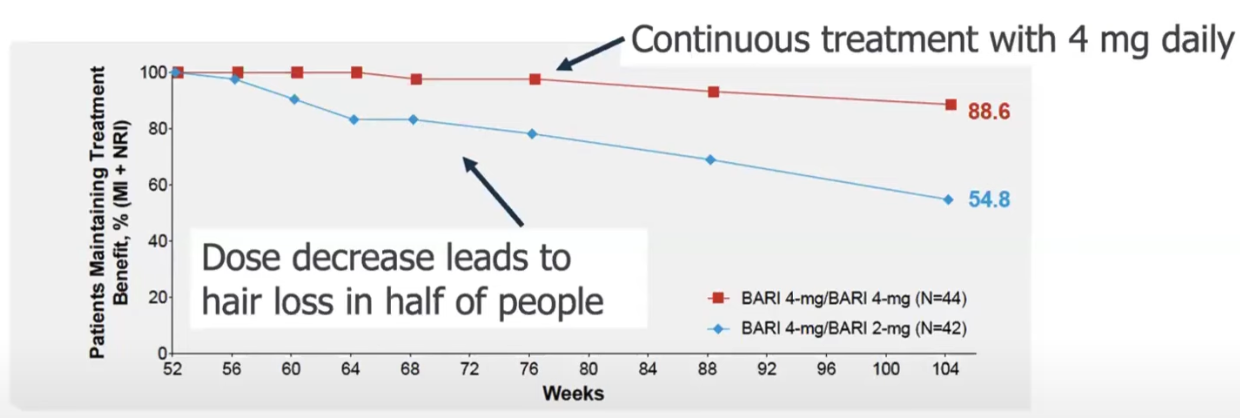 Continuous treatment with 4 mg daily
Patients Maintaining Treatment
Benefit, % (MI + NRI)
100
80
60
40
20
0
88.6
54.8
Dose decrease leads to
hair loss in half of people
BARI 4-mg/BARI 4-mg (N=44)
BARI 4-mg/BARI 2-mg (N=42)
52 56 60 64 68 72 76 80 84 88 92 96 100 104
Weeks